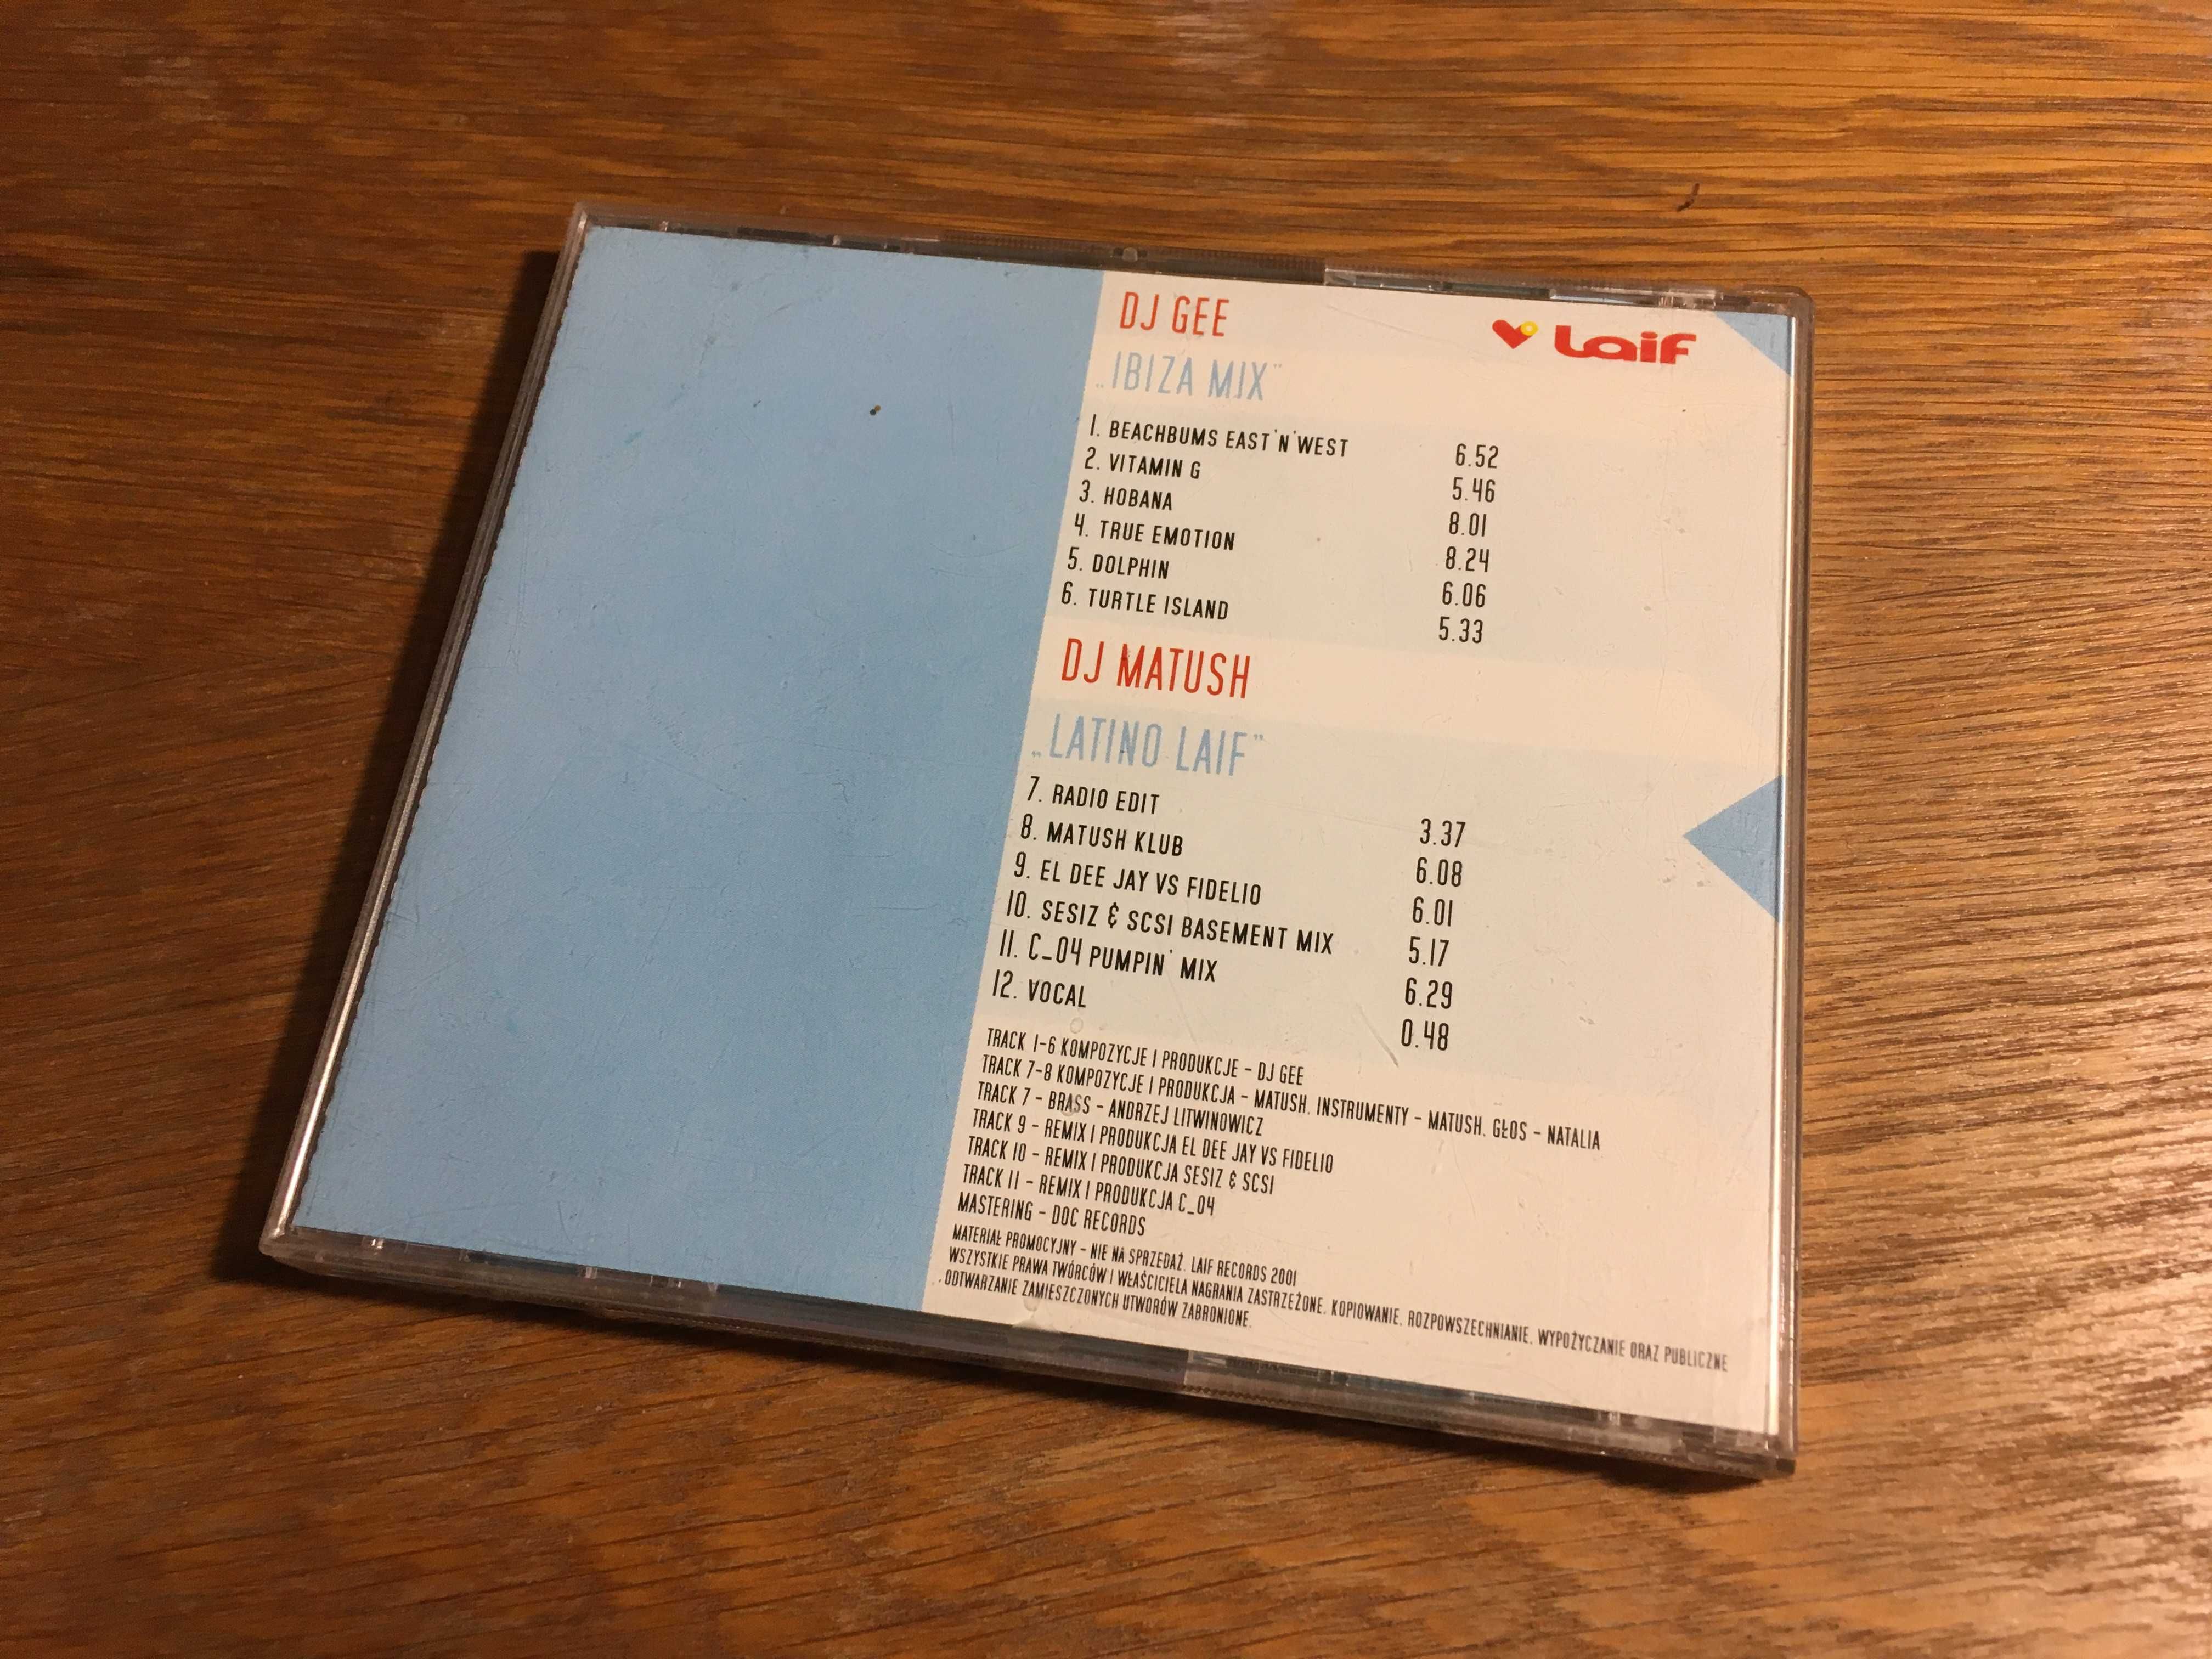 DJ GEE
Laif
„IBIZA MIX”
1. BEACHBUMS EAST'N'WEST 6.52
2. VITAMIN G 5.46
3. HOBANA 8.01
4. TRUE EMOTION 8.24
5. DOLPHIN 6.06
6. TURTLE ISLAND 5.33
DJ MATUSH
„LATINO LAIF”
7. RADIO EDIT 3.37
8. MATUSH KLUB 6.08
9. EL DEE JAY VS FIDELIO 6.01
10. SESIZ & SCSI BASEMENT MIX 5.17
11. C_04 PUMPIN' MIX 6.29
12. VOCAL 0.48
TRACK 1-6 KOMPOZYCJE I PRODUKCJE - DJ GEE
TRACK 7-8 KOMPOZYCJE I PRODUKCJA - MATUSH. INSTRUMENTY - MATUSH. GŁOS - NATALIA
TRACK 7 - BRASS - ANDRZEJ LITWINOWICZ
TRACK 9 - REMIX I PRODUKCJA EL DEE JAY VS FIDELIO
TRACK 10 - REMIX I PRODUKCJA SESIZ & SCSI
TRACK 11 - REMIX I PRODUKCJA C_04
MASTERING - DOC RECORDS
MATERIAŁ PROMOCYJNY - NIE NA SPRZEDAŻ. LAIF RECORDS 2001
WSZYSTKIE PRAWA TWÓRCÓW I WŁAŚCICIELA NAGRANIA ZASTRZEŻONE. KOPIOWANIE. ROZPOWSZECHNIANIE. WYPOŻYCZANIE ORAZ PUBLICZNE
ODTWARZANIE ZAMIESZCZONYCH UTWORÓW ZABRONIONE.